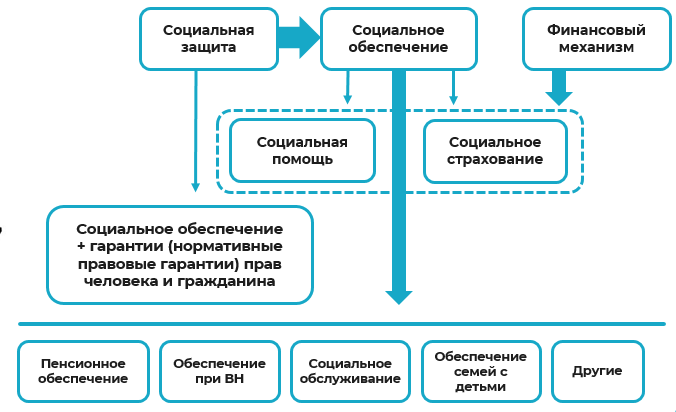 Социальная
защита
Социальное
обеспечение
Финансовый
механизм
Социальная
помощь
Социальное
страхование
Социальное обеспечение
+ гарантии (нормативные
правовые гарантии) прав
человека и гражданина
Пенсионное
обеспечение
Обеспечение
при ВН
Социальное
обслуживание
Обеспечение
семей с
детьми
Другие